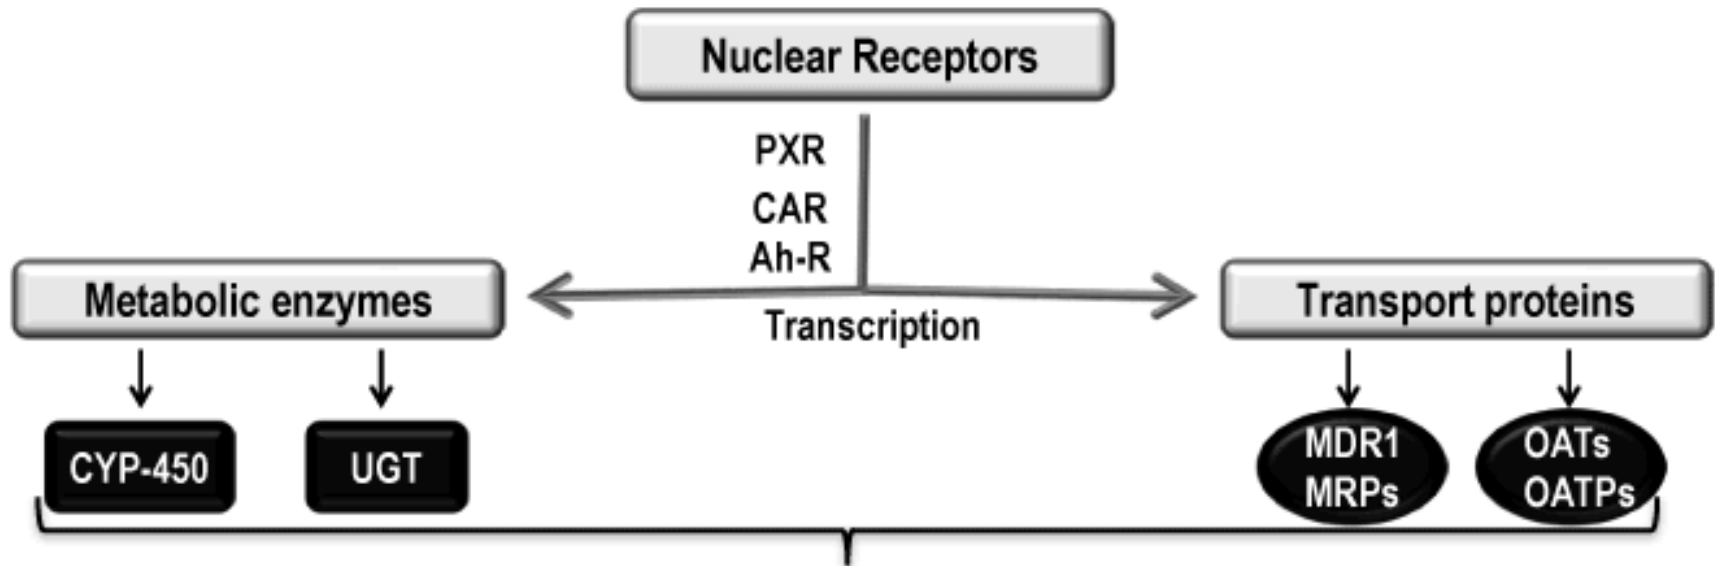 Nuclear Receptors
PXR
CAR
Ah-R
Metabolic enzymes
Transcription
Transport proteins
CYP-450
UGT
MDR1
MRPs
OATs
OATPs